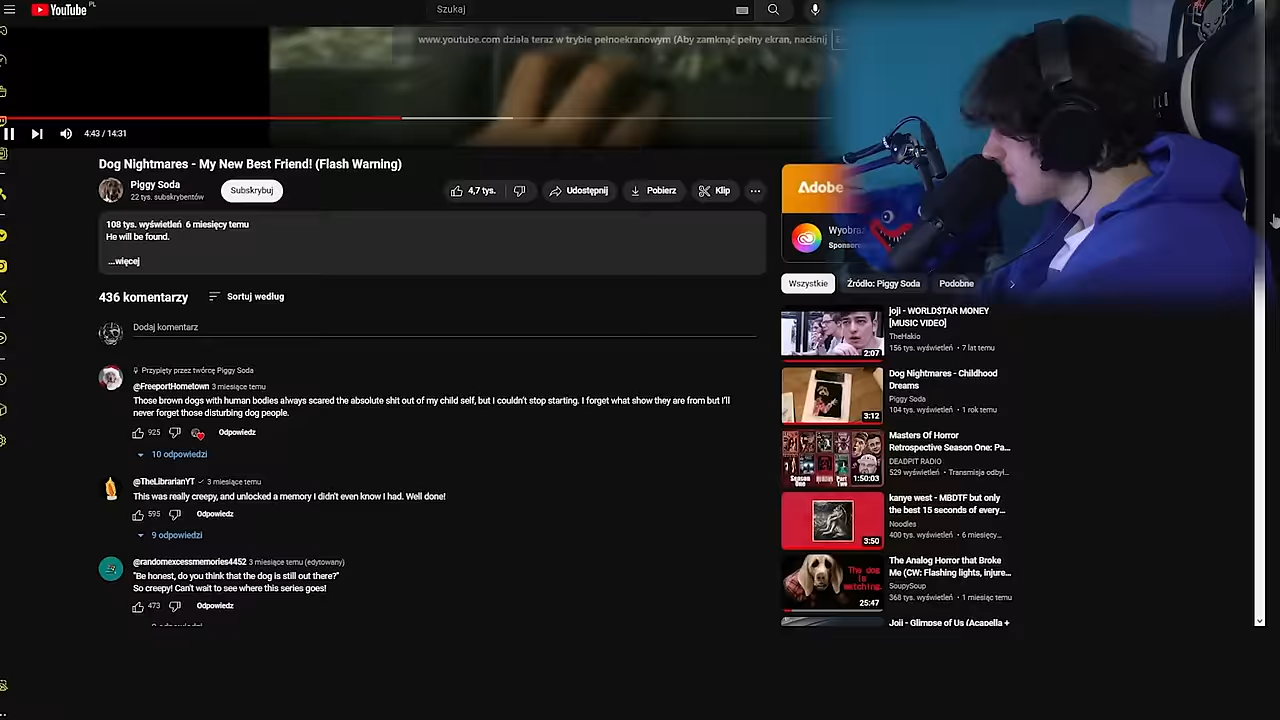 YouTube PL
Szukaj
www.youtube.com działa teraz w trybie pełnoekranowym (Aby zamknąć pełny ekran, naciśnij
4:43 / 14:31
Dog Nightmares - My New Best Friend! (Flash Warning)
Piggy Soda
22 tys. subskrybentów
Subskrybuj
4,7 tys.
Udostępnij
Pobierz
Klip
108 tys. wyświetleń 6 miesięcy temu
He will be found.
...więcej
436 komentarzy
Sortuj według
Dodaj komentarz
Przypięty przez twórcę Piggy Soda
@FreeportHometown 3 miesiące temu
Those brown dogs with human bodies always scared the absolute shit out of my child self, but I couldn't stop starting. I forget what show they are from but I'll
never forget those disturbing dog people.
925
Odpowiedz
10 odpowiedzi
@TheLibrarianYT 3 miesiące temu
This was really creepy, and unlocked a memory I didn't even know I had. Well done!
595
Odpowiedz
9 odpowiedzi
@randomexcessmemories4452 3 miesiące temu (edytowany)
"Be honest, do you think that the dog is still out there?"
So creepy! Can't wait to see where this series goes!
473
Odpowiedz
Adobe
Wyobraź
Sponsor
Wszystkie
Źródło: Piggy Soda
Podobne
joji - WORLD$TAR MONEY
[MUSIC VIDEO]
TheHakio
156 tys. wyświetleń • 7 lat temu
2:07
Dog Nightmares - Childhood
Dreams
Piggy Soda
104 tys. wyświetleń • 1 rok temu
3:12
Masters Of Horror
Retrospective Season One: Pa...
DEADPIT RADIO
529 wyświetleń • Transmisja odbył...
Season One
Part Two
1:50:03
kanye west - MBDTF but only
the best 15 seconds of every...
Noodles
400 tys. wyświetleń • 6 miesięcy...
3:50
The Analog Horror that Broke
Me (CW: Flashing lights, injure...
SoupySoup
368 tys. wyświetleń • 1 miesiąc temu
The dog
is
watching.
25:47
Joji - Glimpse of Us (Acapella +